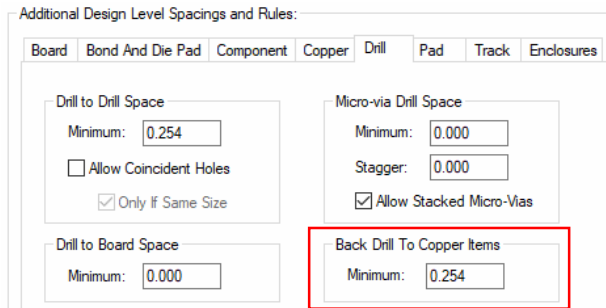 Additional Design Level Spacings and Rules:
Board Bond And Die Pad Component Copper Drill Pad Track Enclosures
Drill to Drill Space
Minimum: 0.254
Allow Coincident Holes
Only If Same Size
Micro-via Drill Space
Minimum: 0.000
Stagger: 0.000
Allow Stacked Micro-Vias
Drill to Board Space
Minimum: 0.000
Back Drill To Copper Items
Minimum: 0.254